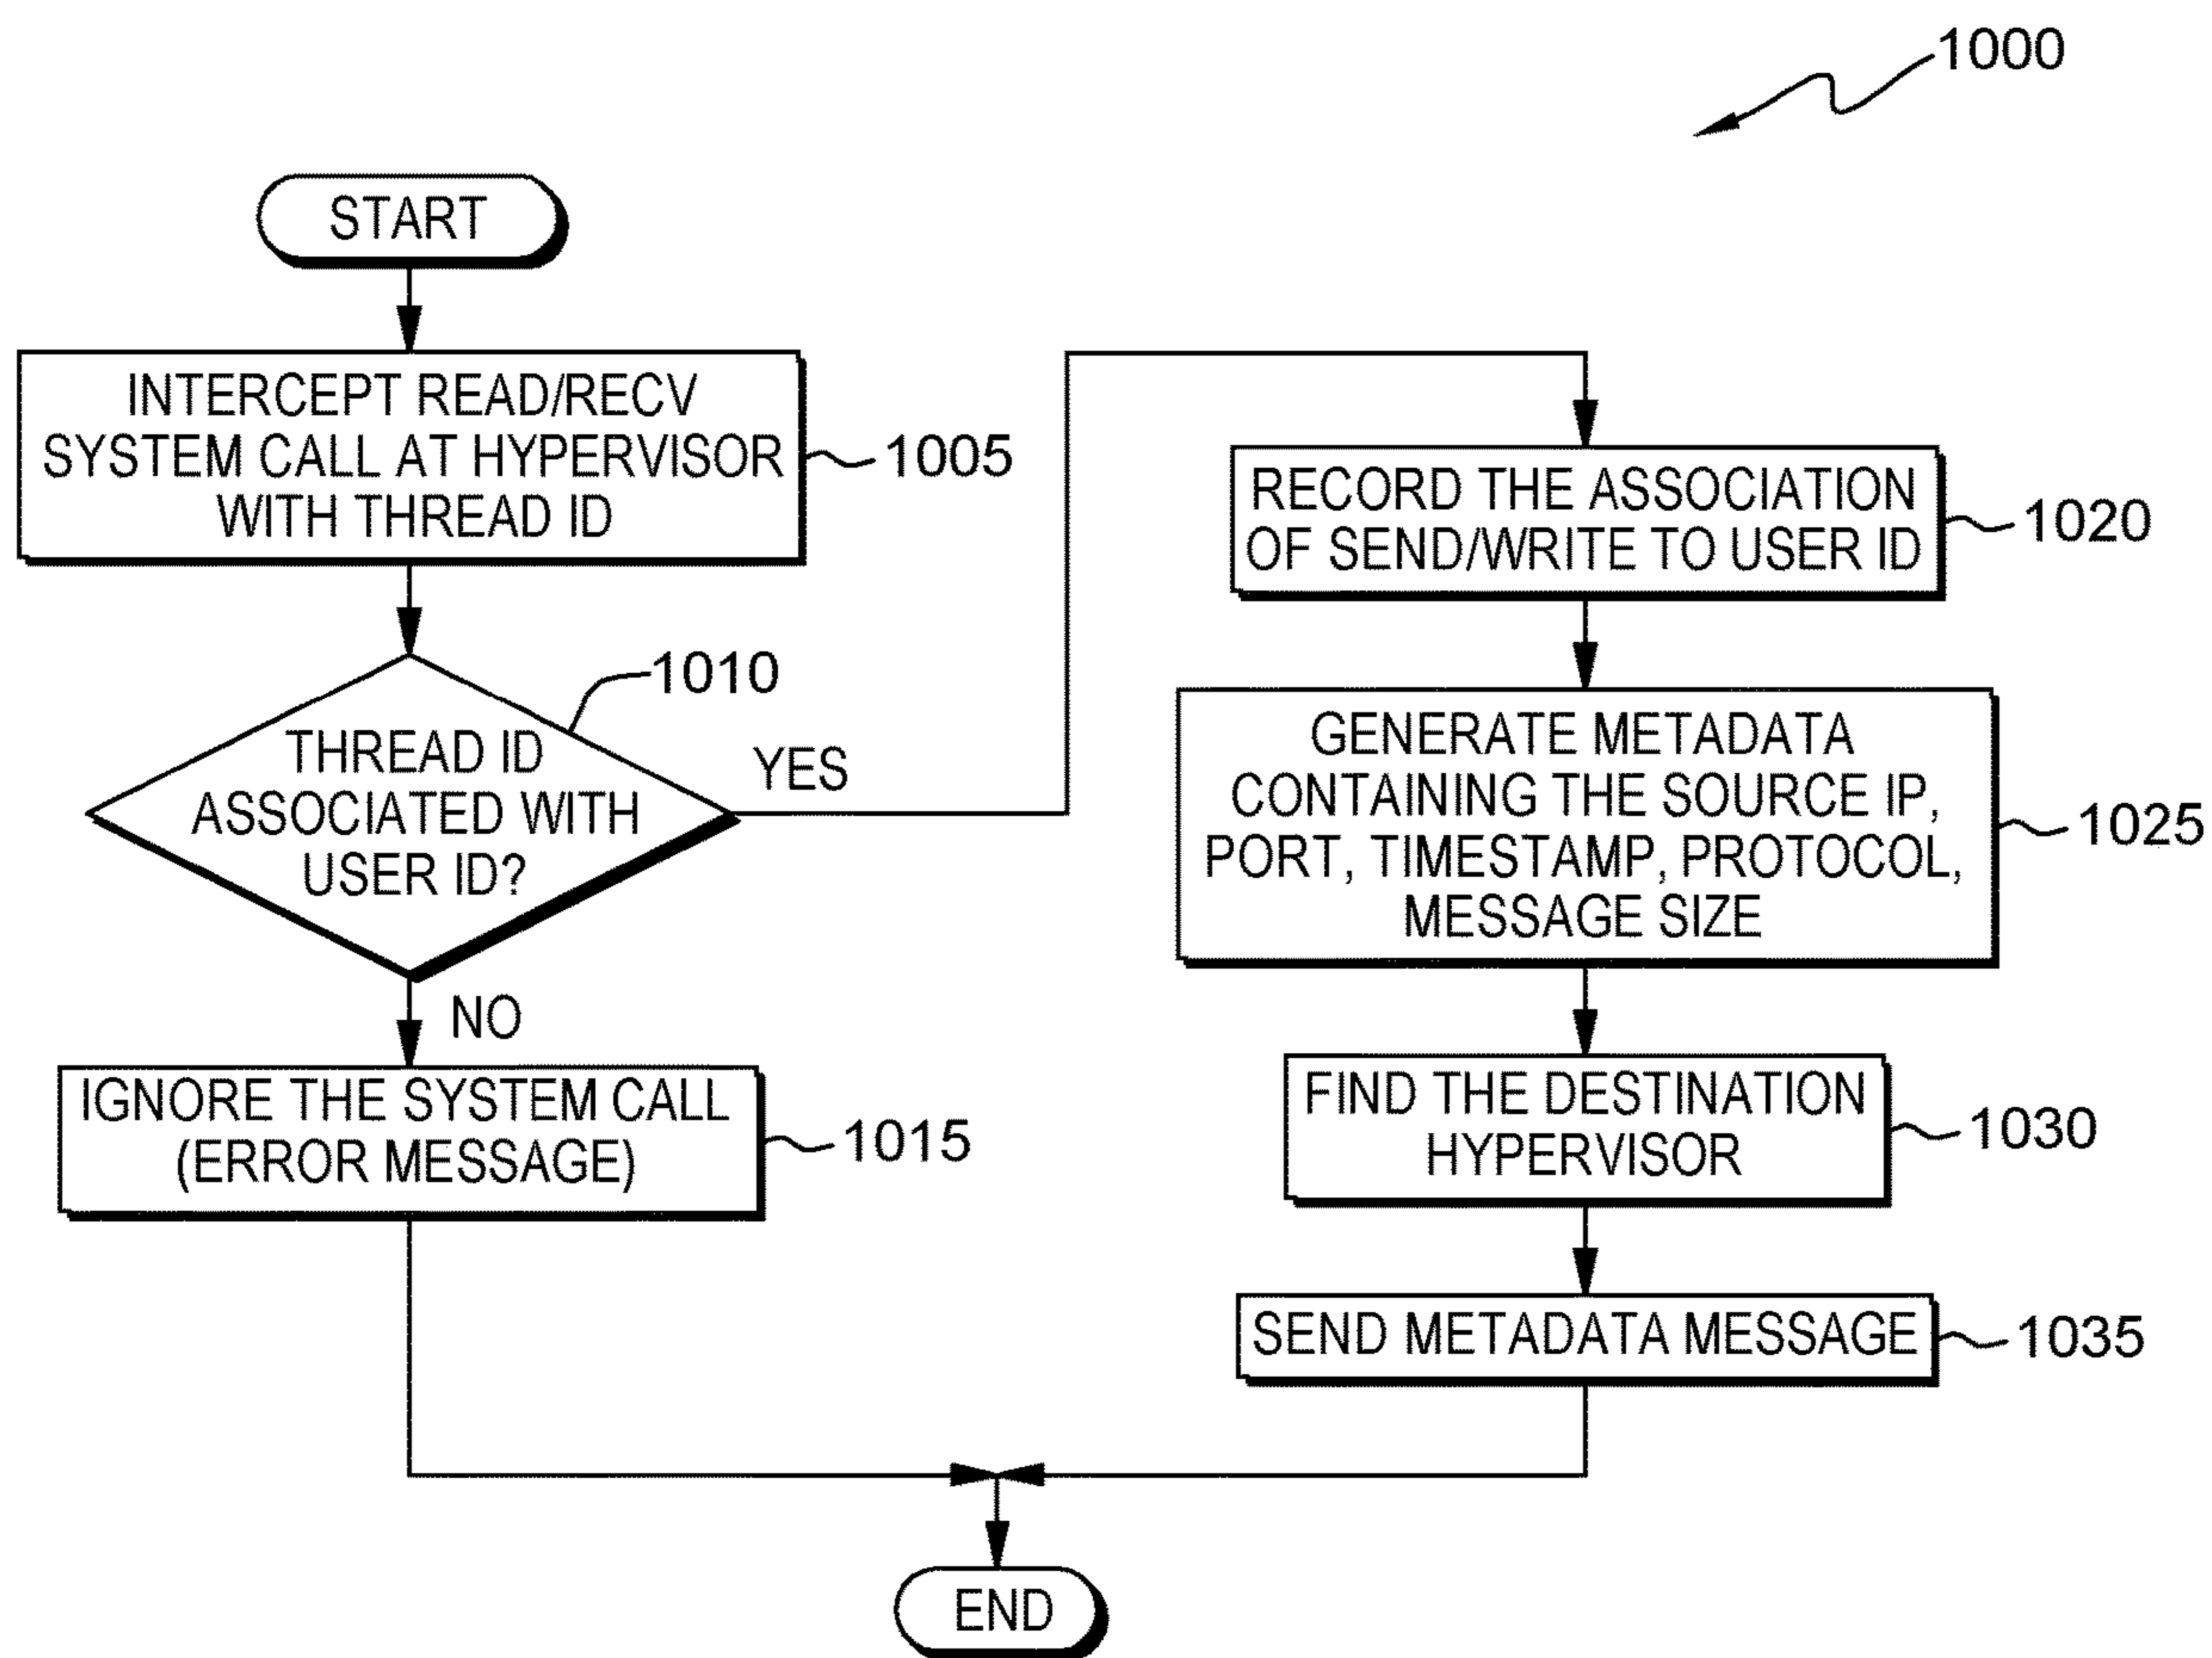 1000
START
INTERCEPT READ/RECV
SYSTEM CALL AT HYPERVISOR
WITH THREAD ID
1005
1010
THREAD ID
ASSOCIATED WITH
USER ID?
YES
NO
IGNORE THE SYSTEM CALL
(ERROR MESSAGE)
1015
RECORD THE ASSOCIATION
OF SEND/WRITE TO USER ID
1020
GENERATE METADATA
CONTAINING THE SOURCE IP,
PORT, TIMESTAMP, PROTOCOL,
MESSAGE SIZE
1025
FIND THE DESTINATION
HYPERVISOR
1030
SEND METADATA MESSAGE
1035
END